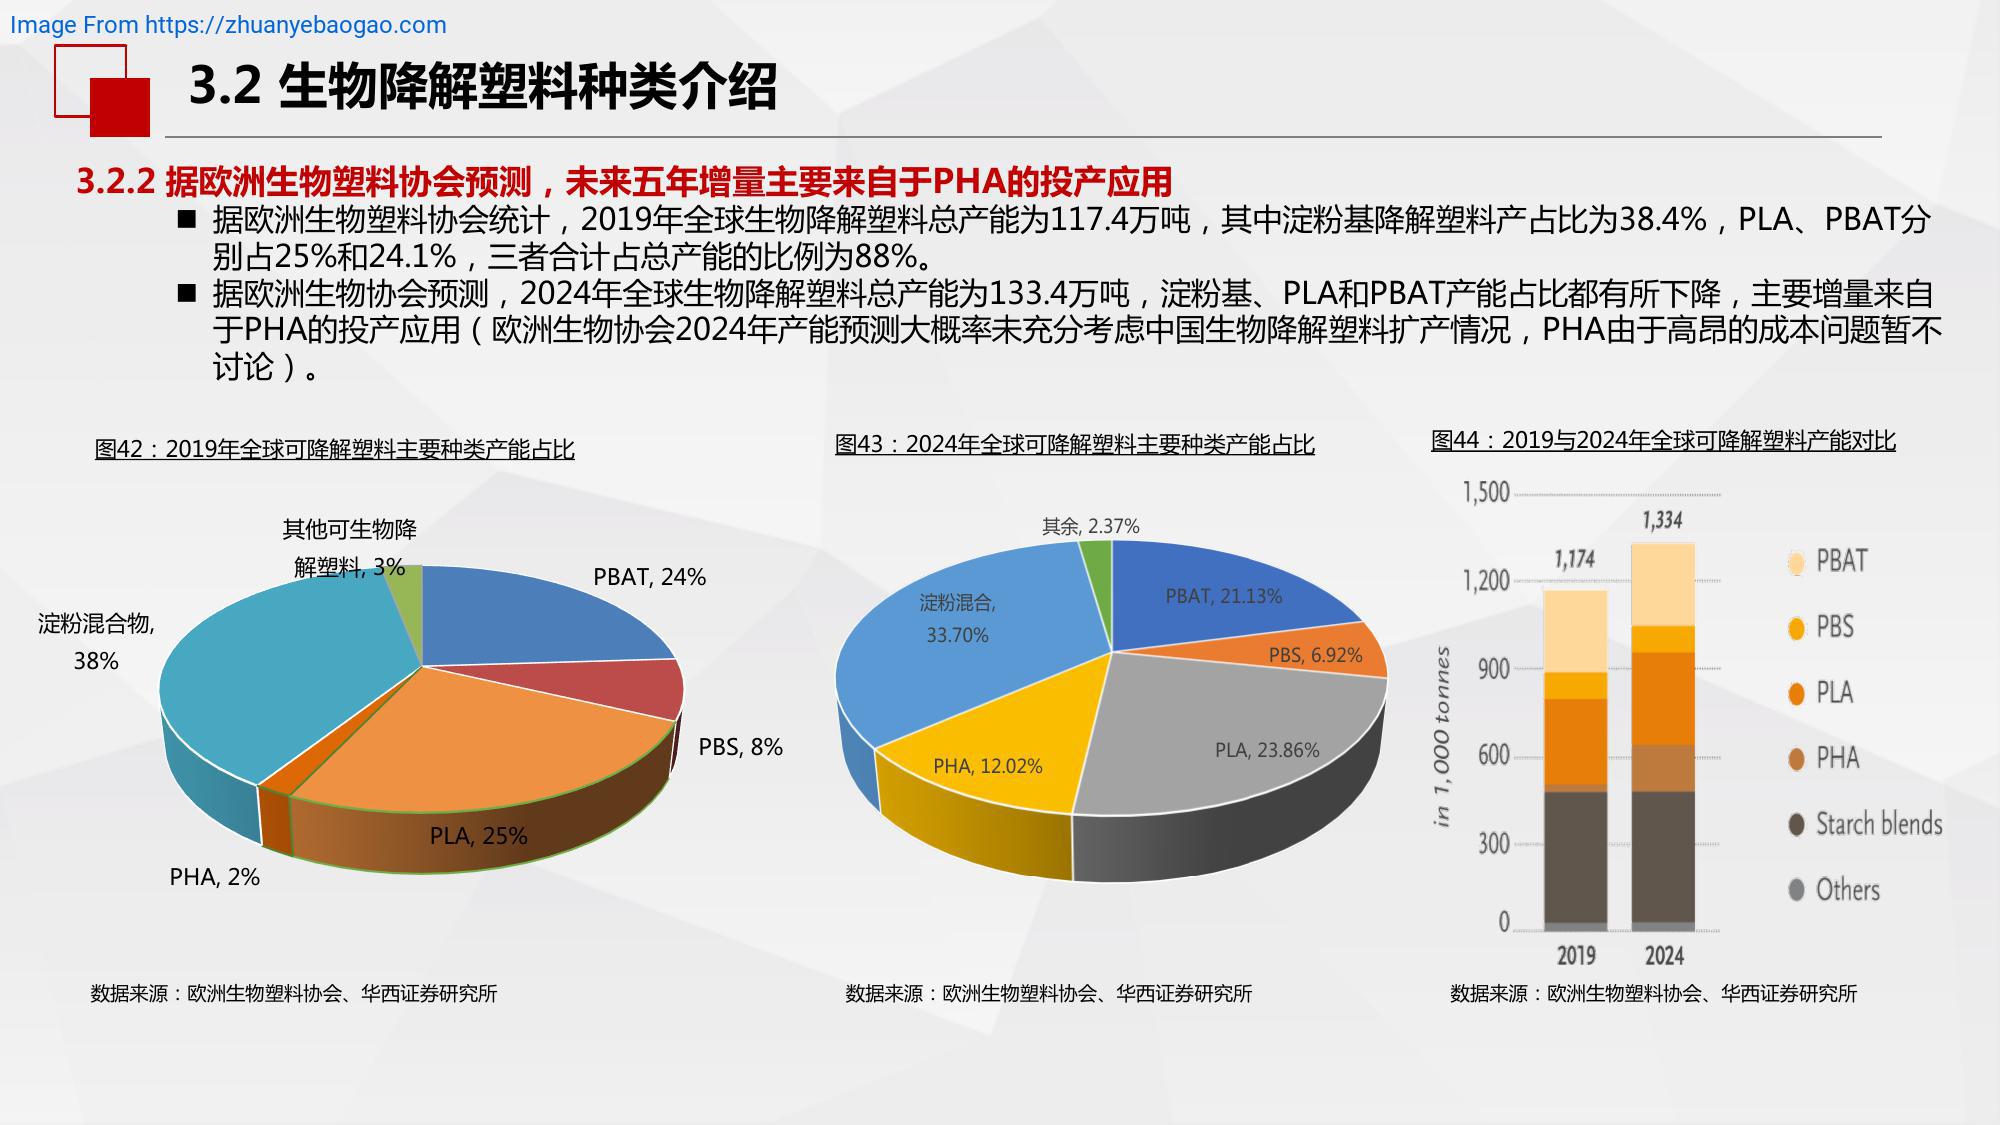 Image From https://zhuanyebaogao.com
3.2 生物降解塑料种类介绍
3.2.2 据欧洲生物塑料协会预测，未来五年增量主要来自于PHA的投产应用
■ 据欧洲生物塑料协会统计，2019年全球生物降解塑料总产能为117.4万吨，其中淀粉基降解塑料产占比为38.4%，PLA、PBAT分
别占25%和24.1%，三者合计占总产能的比例为88%。
■ 据欧洲生物协会预测，2024年全球生物降解塑料总产能为133.4万吨，淀粉基、PLA和PBAT产能占比都有所下降，主要增量来自
于PHA的投产应用（欧洲生物协会2024年产能预测大概率未充分考虑中国生物降解塑料扩产情况，PHA由于高昂的成本问题暂不
讨论）。
图42：2019年全球可降解塑料主要种类产能占比
其他可生物降
解塑料, 3%
PBAT, 24%
淀粉混合物,
38%
PBS, 8%
PLA, 25%
PHA, 2%
数据来源：欧洲生物塑料协会、华西证券研究所
图43：2024年全球可降解塑料主要种类产能占比
其余, 2.37%
PBAT, 21.13%
淀粉混合,
33.70%
PBS, 6.92%
PLA, 23.86%
PHA, 12.02%
数据来源：欧洲生物塑料协会、华西证券研究所
图44：2019与2024年全球可降解塑料产能对比
in 1,000 tonnes
1,500
1,200
900
600
300
0
1,174
1,334
2019
2024
PBAT
PBS
PLA
PHA
Starch blends
Others
数据来源：欧洲生物塑料协会、华西证券研究所